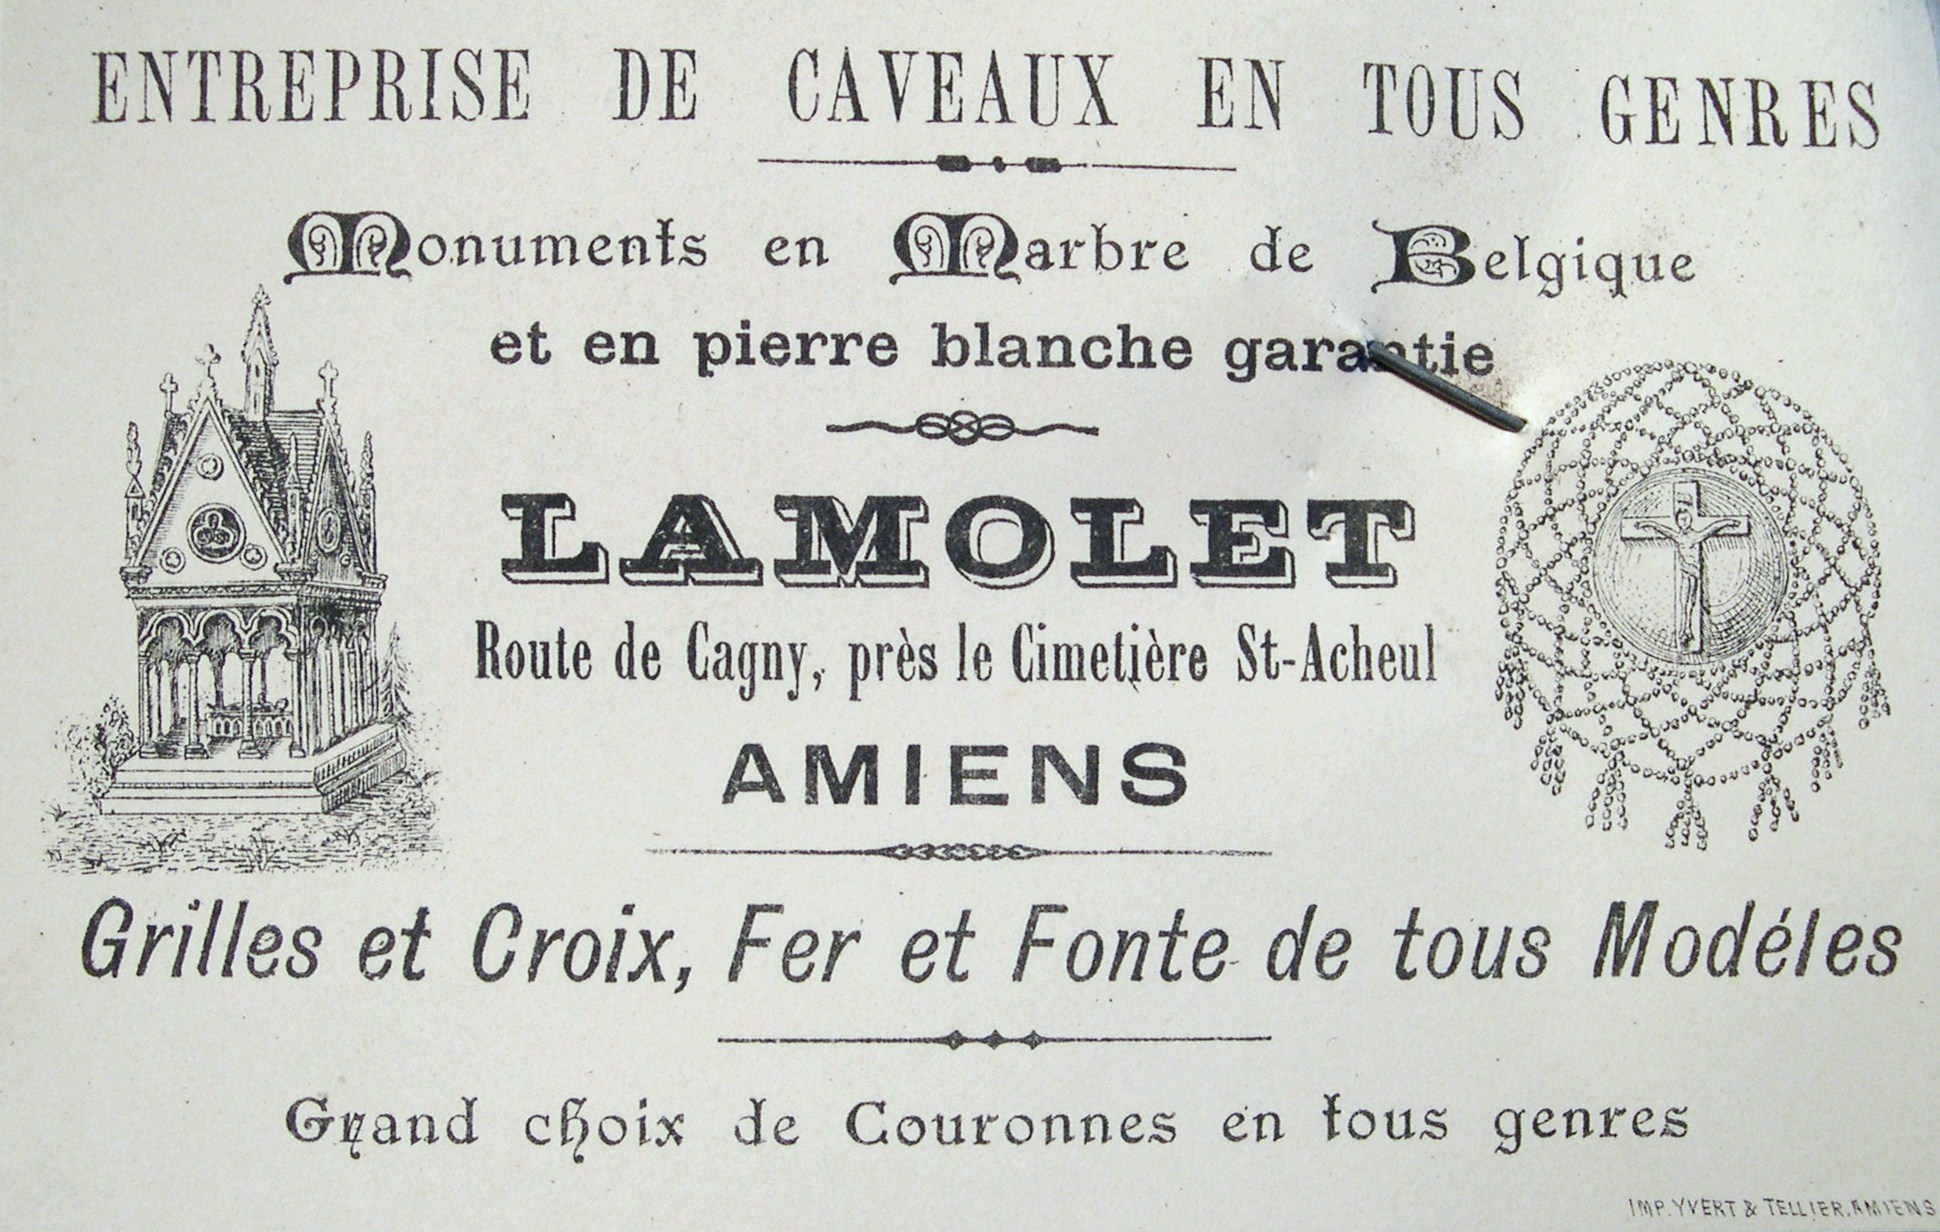 ENTREPRISE DE CAVEAUX EN TOUS GENRES
Monuments en Marbre de Belgique
et en pierre blanche garantie
LAMOLET
Route de Cagny, près le Cimetière St-Acheul
AMIENS
Grilles et Croix, Fer et Fonte de tous Modéles
Grand choix de Couronnes en tous genres
IMP. YVERT & TELLIER, AMIENS